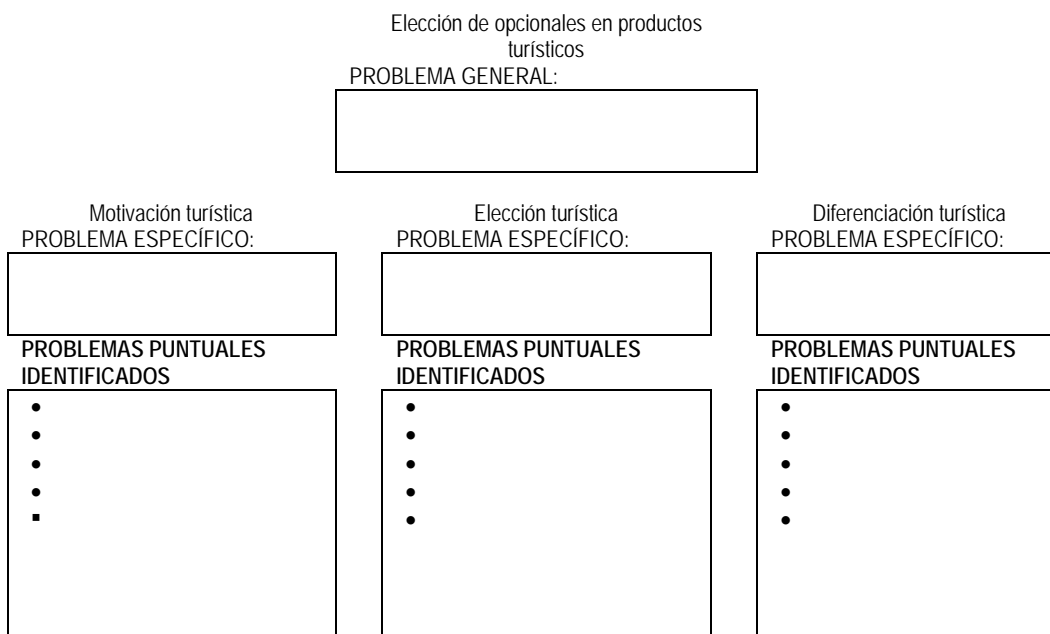 Elección de opcionales en productos
turísticos
PROBLEMA GENERAL:
Motivación turística
PROBLEMA ESPECÍFICO:
PROBLEMAS PUNTUALES
IDENTIFICADOS
Elección turística
PROBLEMA ESPECÍFICO:
PROBLEMAS PUNTUALES
IDENTIFICADOS
Diferenciación turística
PROBLEMA ESPECÍFICO:
PROBLEMAS PUNTUALES
IDENTIFICADOS